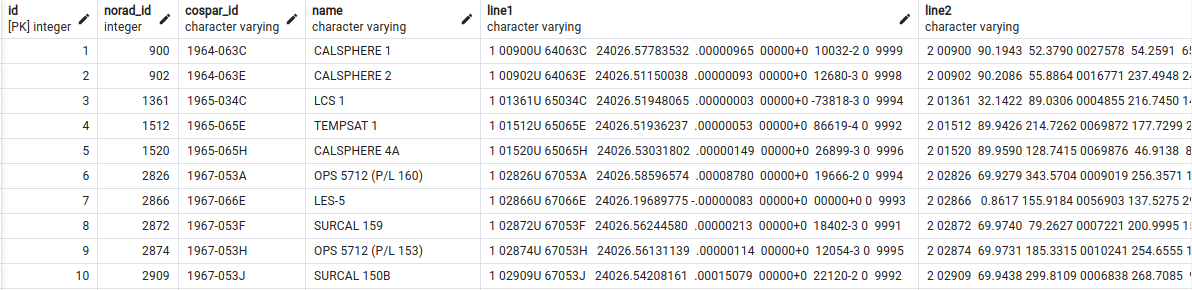 id norad_id cospar_id name line1 line2
[PK] integer integer character varying character varying character varying character varying
1 900 1964-063C CALSPHERE 1 1 00900U 64063C 24026.57783532 .00000965 00000+0 10032-2 0 9999 2 00900 90.1943 52.3790 0027578 54.2591 65
2 902 1964-063E CALSPHERE 2 1 00902U 64063E 24026.51150038 .00000093 00000+0 12680-3 0 9998 2 00902 90.2086 55.8864 0016771 237.4948 24
3 1361 1965-034C LCS 1 1 01361U 65034C 24026.51948065 .00000003 00000+0 -73818-3 0 9994 2 01361 32.1422 89.0306 0004855 216.7450 14
4 1512 1965-065E TEMPSAT 1 1 01512U 65065E 24026.51936237 .00000053 00000+0 86619-4 0 9992 2 01512 89.9426 214.7262 0069872 177.7299 2
5 1520 1965-065H CALSPHERE 4A 1 01520U 65065H 24026.53031802 .00000149 00000+0 26899-3 0 9996 2 01520 89.9590 128.7415 0069876 46.9138 8
6 2826 1967-053A OPS 5712 (P/L 160) 1 02826U 67053A 24026.58596574 .00008780 00000+0 19666-2 0 9994 2 02826 69.9279 343.5704 0009019 256.3571 1
7 2866 1967-066E LES-5 1 02866U 67066E 24026.19689775 -.00000083 00000+0 00000+0 0 9993 2 02866 0.8617 155.9184 0056903 137.5275 29
8 2872 1967-053F SURCAL 159 1 02872U 67053F 24026.56244580 .00000213 00000+0 18402-3 0 9991 2 02872 69.9740 79.2627 0007221 200.9995 15
9 2874 1967-053H OPS 5712 (P/L 153) 1 02874U 67053H 24026.56131139 .00000114 00000+0 12054-3 0 9995 2 02874 69.9731 185.3315 0010241 254.6555 1
10 2909 1967-053J SURCAL 150B 1 02909U 67053J 24026.54208161 .00015079 00000+0 22120-2 0 9992 2 02909 69.9438 299.8109 0006838 268.7085